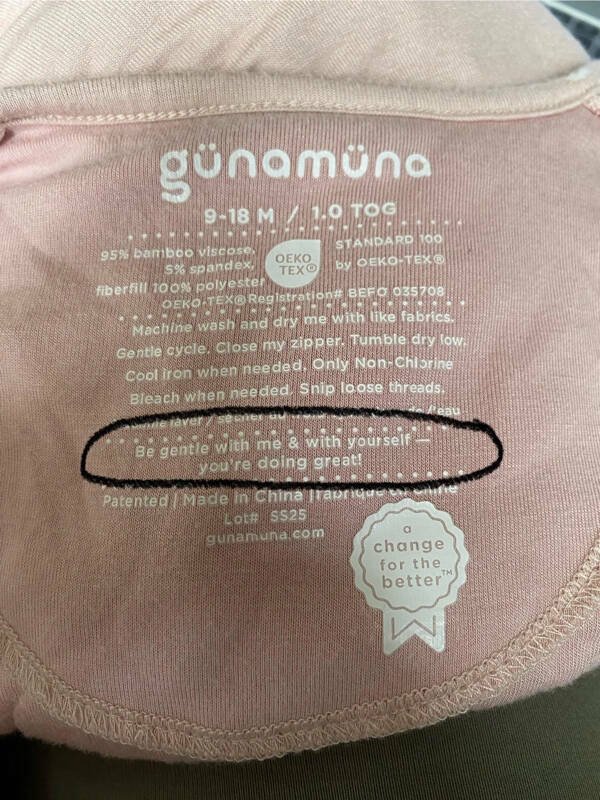 günamüna
9-18 M / 1.0 TOG
95% bamboo viscose,
5% spandex,
fiberfill 100% polyester
OEKO
TEX®
STANDARD 100
by OEKO-TEX®
OEKO-TEX® Registration# BEFO 035708
Machine wash and dry me with like fabrics.
Gentle cycle. Close my zipper. Tumble dry low.
Cool iron when needed. Only Non-Chlorine
Bleach when needed. Snip loose threads.
laver /
Be gentle with me & with yourself —
you're doing great!
Patented | Made in China
Lot# SS25
gunamuna.com
a
change
for the
better™